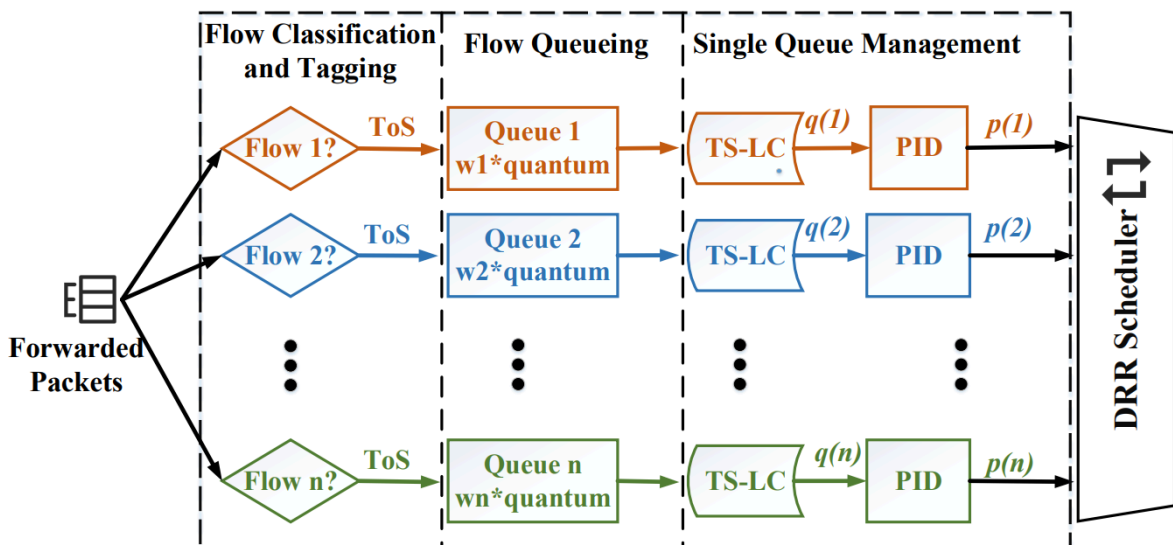 Flow Classification
and Tagging
Flow Queueing
Single Queue Management
Flow 1?
ToS
Queue 1
w1*quantum
TS-LC
q(1)
PID
p(1)
Flow 2?
ToS
Queue 2
w2*quantum
TS-LC
q(2)
PID
p(2)
Forwarded
Packets
Flow n?
ToS
Queue n
wn*quantum
TS-LC
q(n)
PID
p(n)
DRR Scheduler